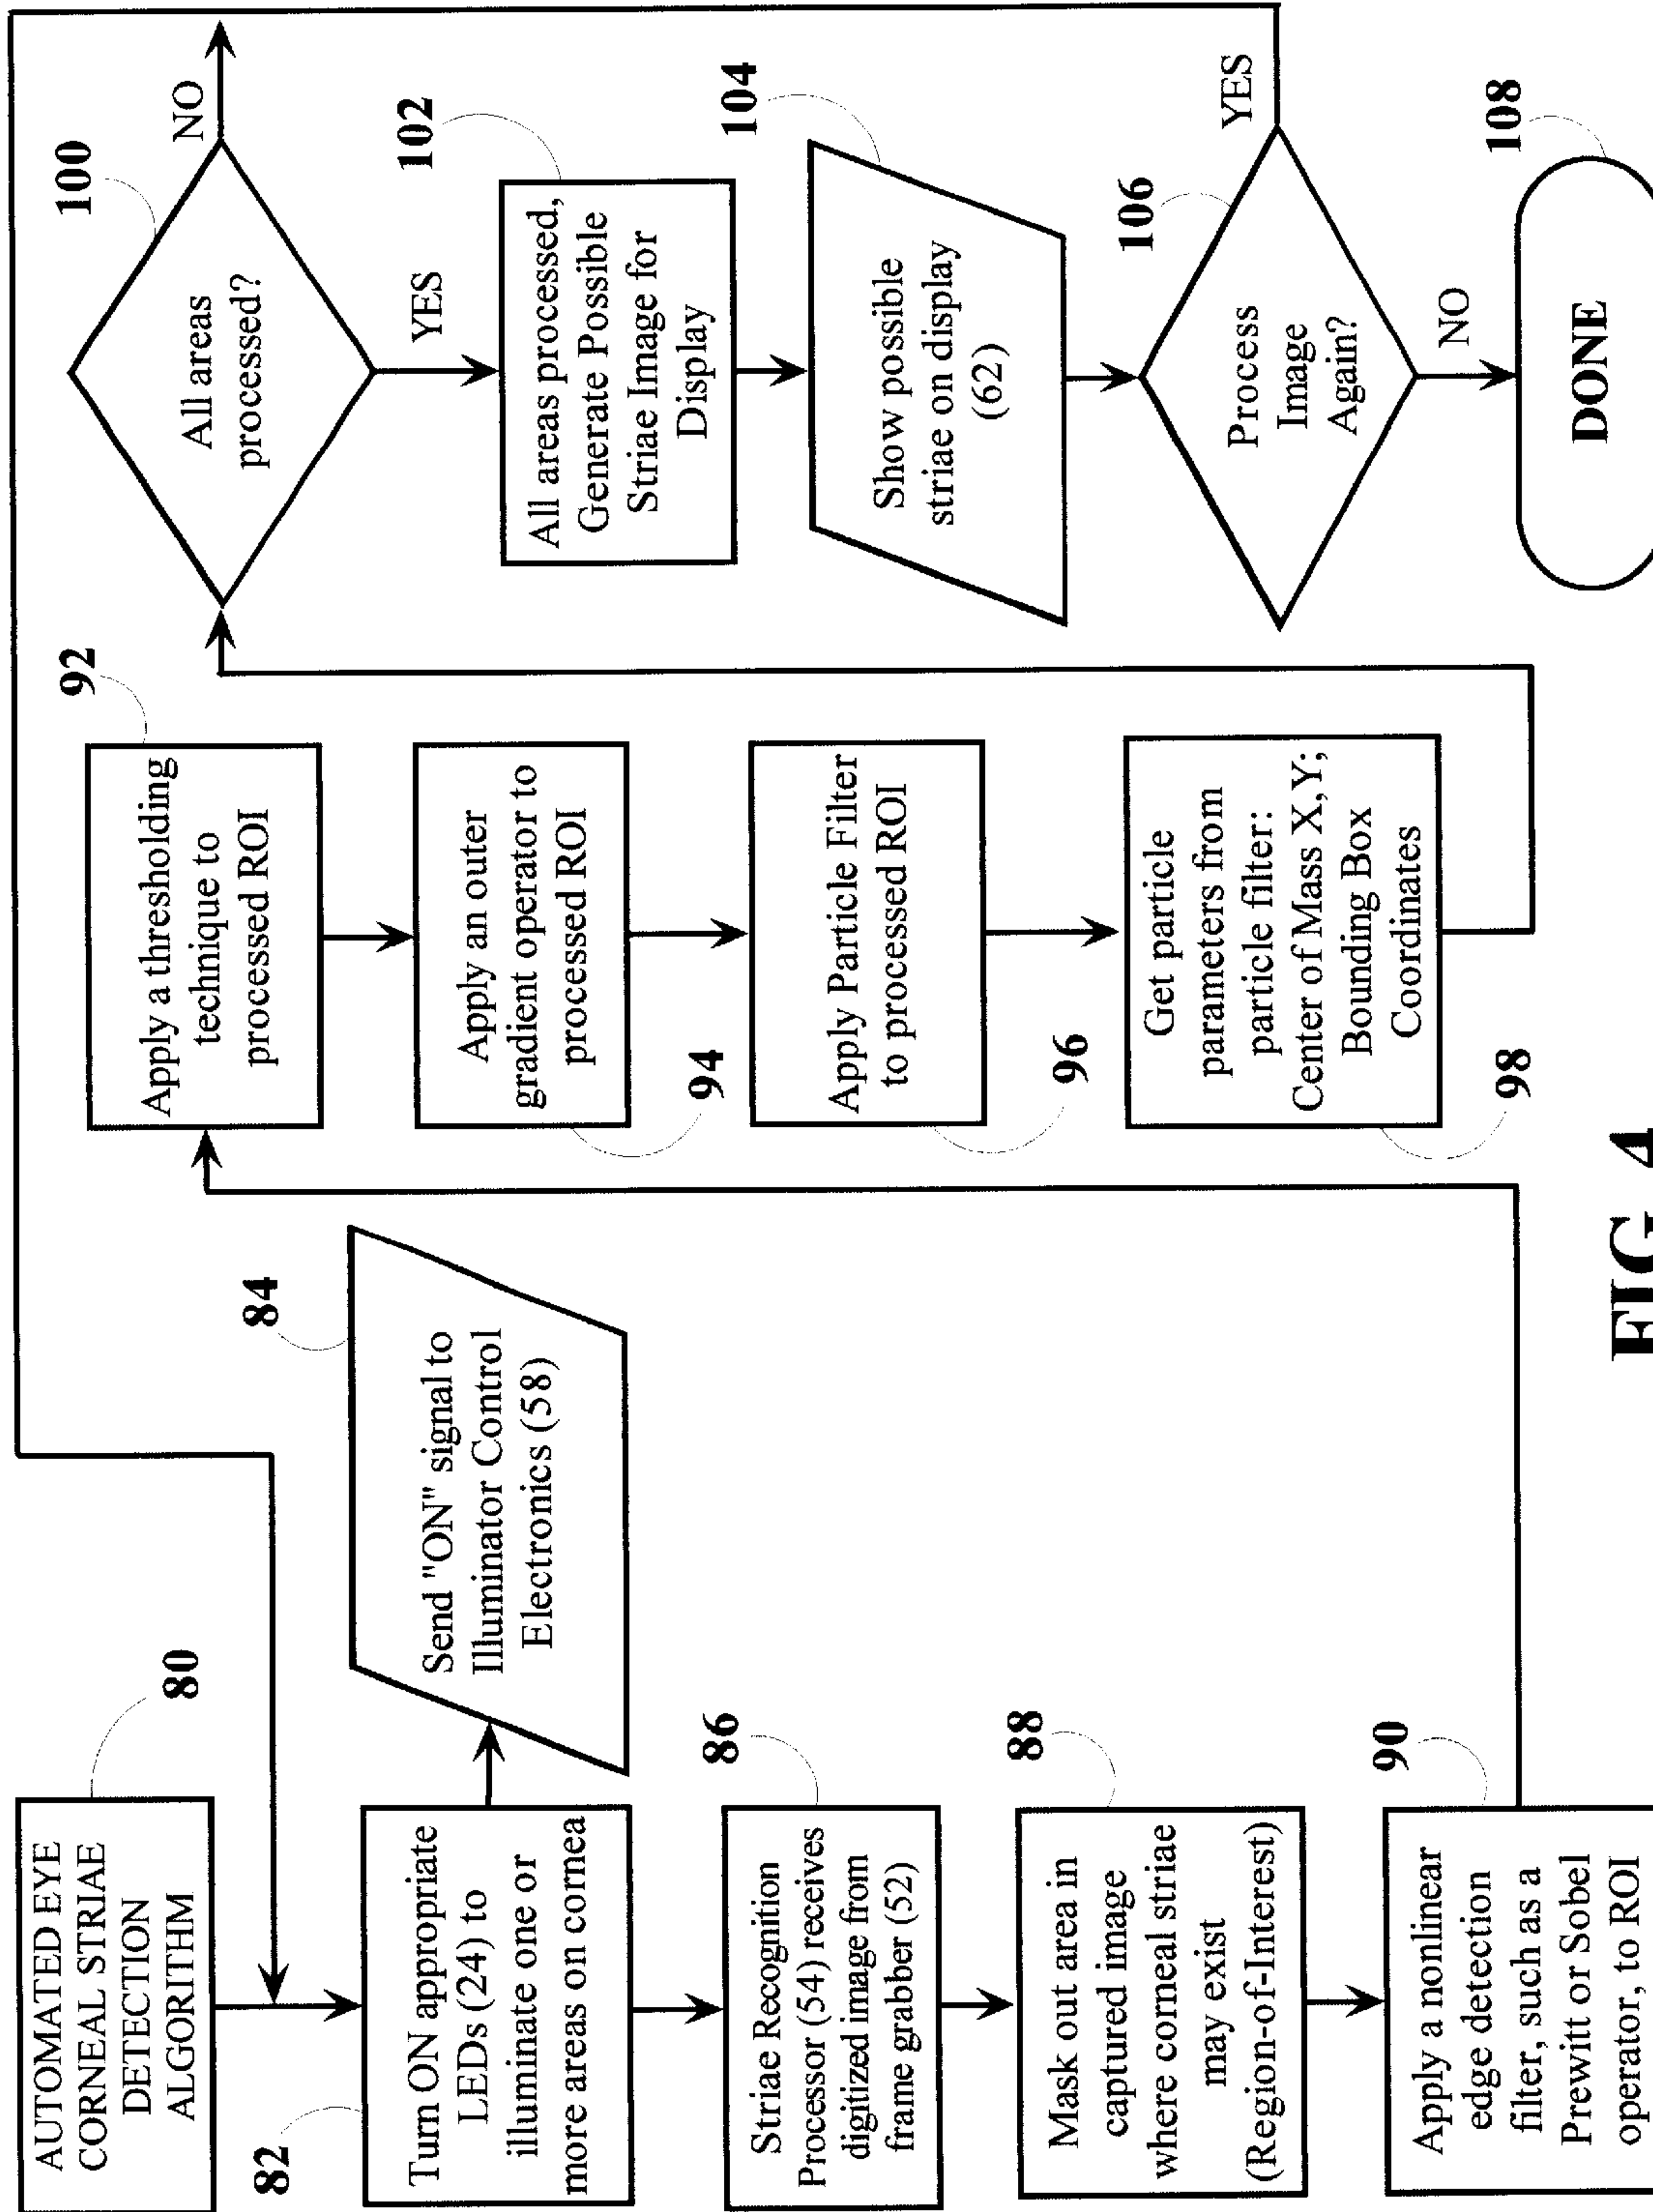 80
AUTOMATED EYE
CORNEAL STRIAE
DETECTION
ALGORITHM
82
Turn ON appropriate
LEDs (24) to
illuminate one or
more areas on cornea
84
Send "ON" signal to
Illuminator Control
Electronics (58)
86
Striae Recognition
Processor (54) receives
digitized image from
frame grabber (52)
88
Mask out area in
captured image
where corneal striae
may exist
(Region-of-Interest)
90
Apply a nonlinear
edge detection
filter, such as a
Prewitt or Sobel
operator, to ROI
92
Apply a thresholding
technique to
processed ROI
Apply an outer
gradient operator to
processed ROI
94
Apply Particle Filter
to processed ROI
96
Get particle
parameters from
particle filter:
Center of Mass X,Y;
Bounding Box
Coordinates
98
100
All areas
processed?
NO
YES
102
All areas processed,
Generate Possible
Striae Image for
Display
104
Show possible
striae on display
(62)
106
Process
Image
Again?
YES
NO
108
DONE
FIG. 4